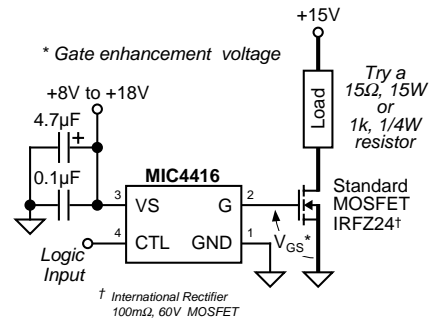 +15V
* Gate enhancement voltage
+8V to +18V
Load
Try a
15Ω, 15W
or
1k, 1/4W
resistor
4.7µF
+
0.1µF
MIC4416
3
VS
G
2
4
CTL
GND
1
Logic
Input
VGS*
Standard
MOSFET
IRFZ24†
† International Rectifier
100mΩ, 60V MOSFET